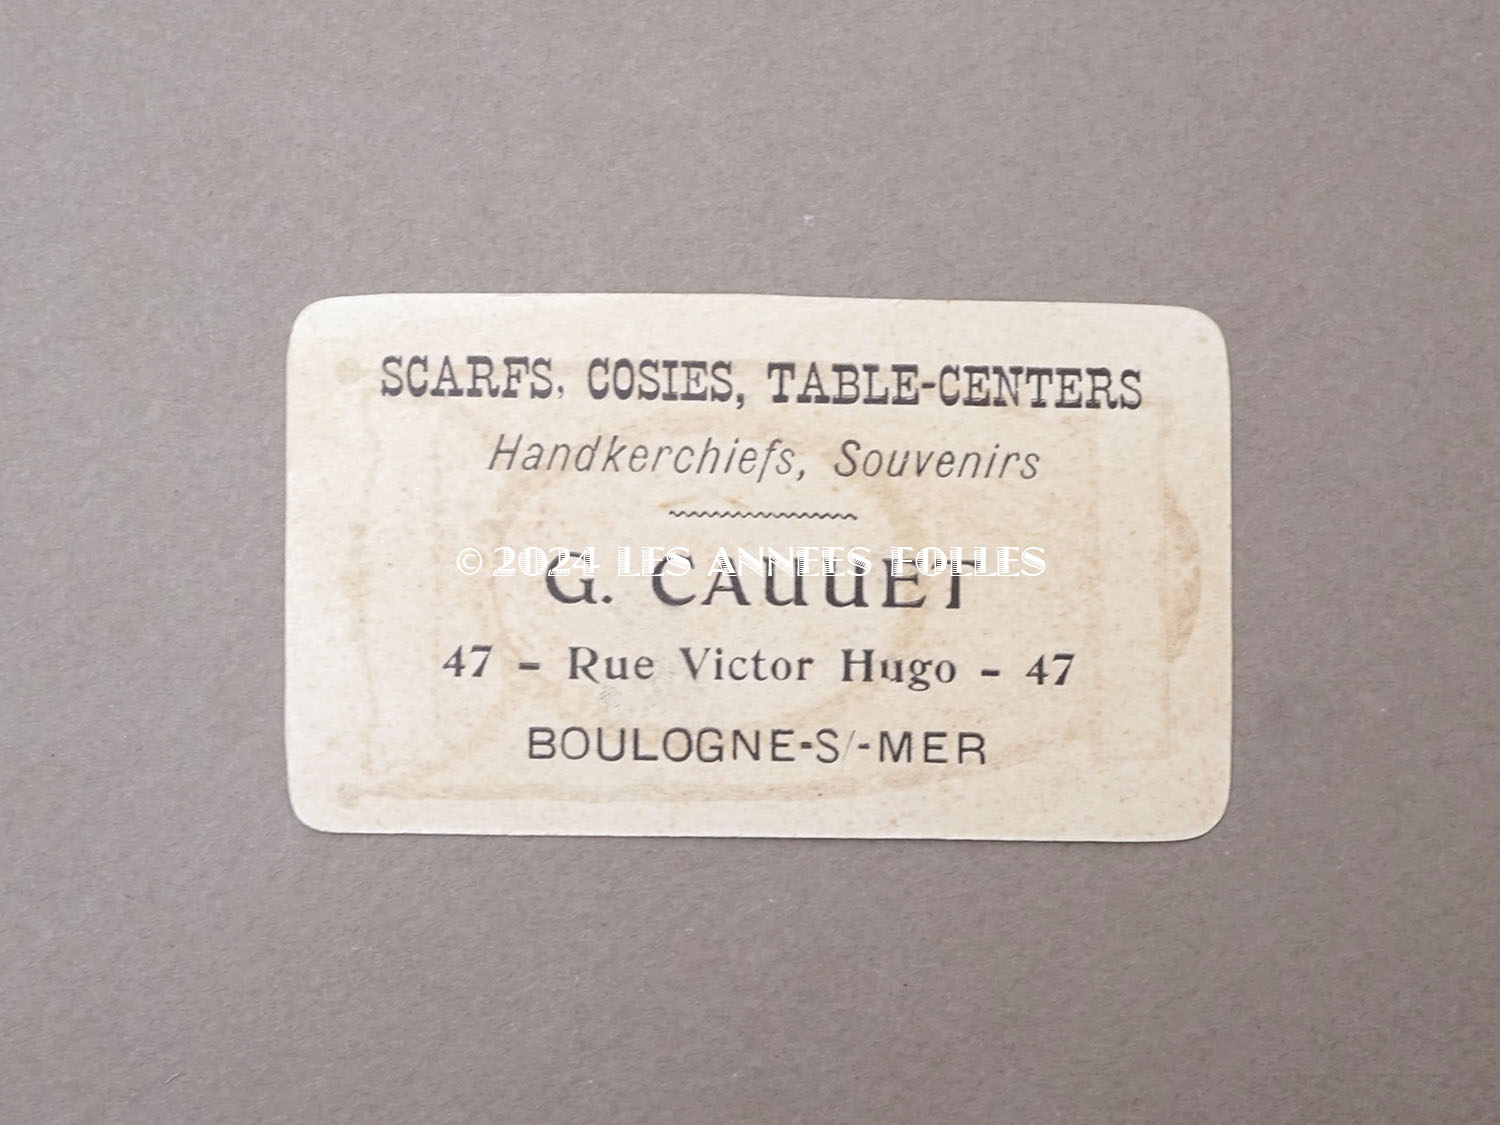 SCARFS, COSIES, TABLE-CENTERS
Handkerchiefs, Souvenirs
© 2024 LES ANNEES FOLLES
G. CAUUET
47 - Rue Victor Hugo - 47
BOULOGNE-S/-MER